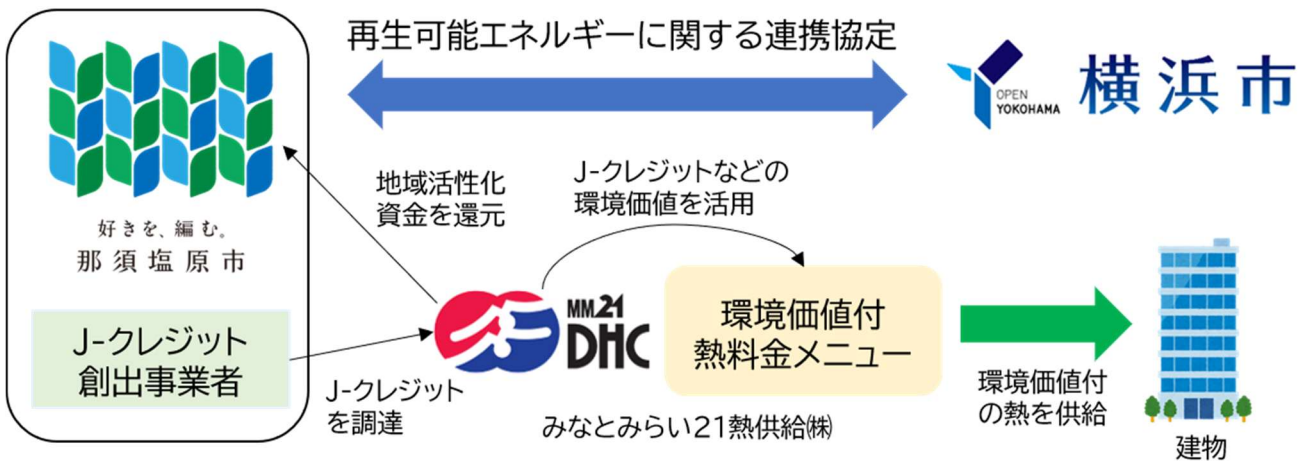 再生可能エネルギーに関する連携協定
OPEN
YOKOHAMA
横浜市
好きを、編む。
那須塩原市
地域活性化
資金を還元
J-クレジットなどの
環境価値を活用
J-クレジット
創出事業者
J-クレジット
を調達
MM21
DHC
みなとみらい21熱供給㈱
環境価値付
熱料金メニュー
環境価値付
の熱を供給
建物